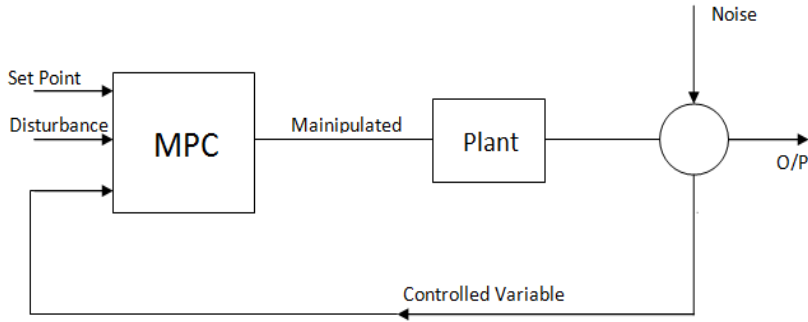 Noise
Set Point
Disturbance
MPC
Mainipulated
Plant
O/P
Controlled Variable